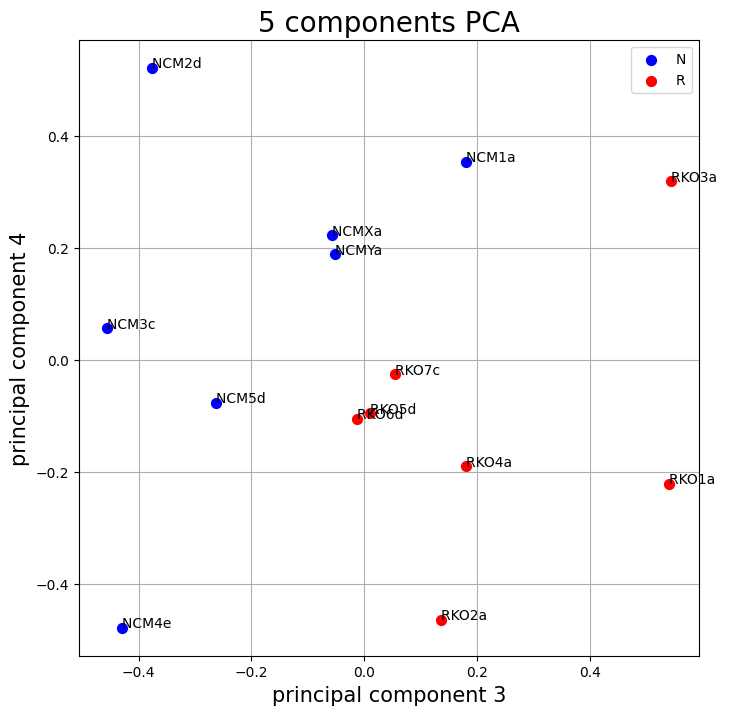 5 components PCA
N
R
NCM2d
NCM1a
RKO3a
NCMXa
NCMYa
NCM3c
RKO7c
NCM5d
RKO5d
RKO6d
RKO4a
RKO1a
RKO2a
NCM4e
0.4
0.2
0.0
−0.2
−0.4
principal component 4
−0.4
−0.2
0.0
0.2
0.4
principal component 3